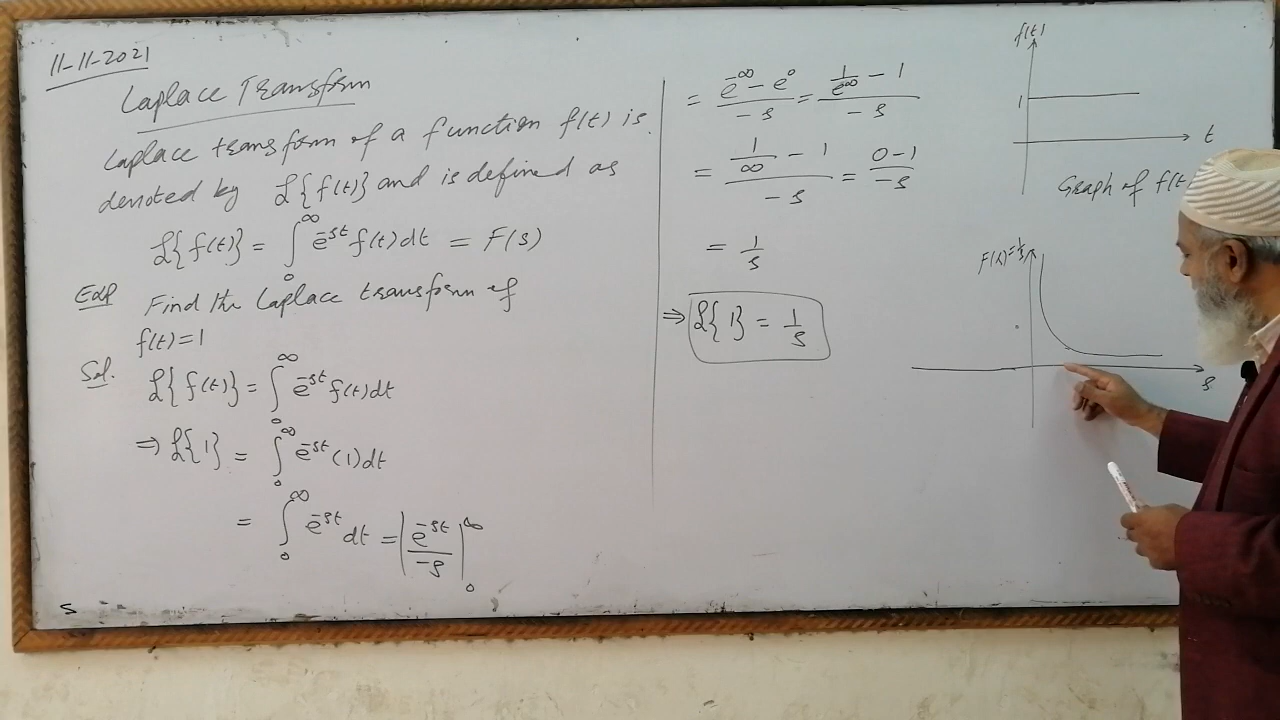 11-11-2021
Laplace Transform
Laplace transform of a function f(t) is
denoted by ℒ{f(t)} and is defined as
ℒ{f(t)} = ∫₀^∞ e^-st f(t)dt = F(s)
Find the Laplace transform of
f(t)=1
Sol. ℒ{f(t)} = ∫₀^∞ e^-st f(t)dt
⇒ ℒ{1} = ∫₀^∞ e^-st (1)dt
= ∫₀^∞ e^-st dt = |e^-st/-s|₀^∞
s
= (e^-∞ - e^0)/-s = (1/e^∞ - 1)/-s
= (1/∞ - 1)/-s = (0-1)/-s
= 1/s
⇒ ℒ{1} = 1/s
f(t)
1
t
Graph of f(t
s